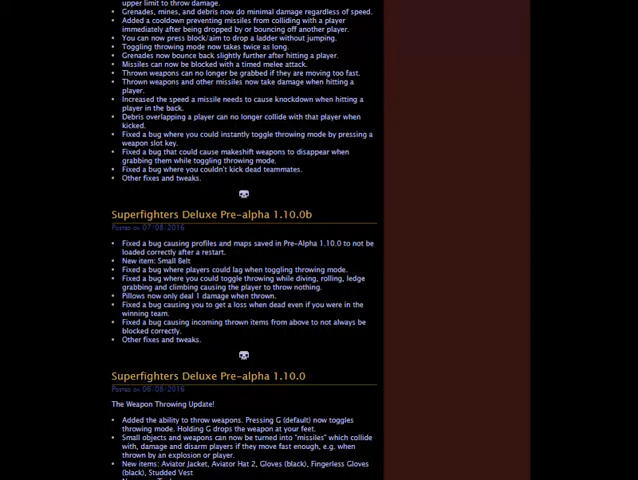 upper limit to throw damage.
Grenades, mines, and debris now do minimal damage regardless of speed.
Added a cooldown preventing missiles from colliding with a player
immediately after being dropped by or bouncing off another player.
You can now press block/aim to drop a ladder without jumping.
Toggling throwing mode now takes twice as long.
Grenades now bounce back slightly further after hitting a player.
Missiles can now be blocked with a timed melee attack.
Thrown weapons can no longer be grabbed if they are moving too fast.
Thrown weapons and other missiles now take damage when hitting a
player.
Increased the speed a missile needs to cause knockdown when hitting a
player in the back.
Debris overlapping a player can no longer collide with that player when
kicked.
Fixed a bug where you could instantly toggle throwing mode by pressing a
weapon slot key.
Fixed a bug that could cause makeshift weapons to disappear when
grabbing them while toggling throwing mode.
Fixed a bug where you couldn't kick dead teammates.
Other fixes and tweaks.
Superfighters Deluxe Pre-alpha 1.10.0b
Posted on 07/08/2016
Fixed a bug causing profiles and maps saved in Pre-Alpha 1.10.0 to not be
loaded correctly after a restart.
New item: Small Belt
Fixed a bug where players could lag when toggling throwing mode.
Fixed a bug where you could toggle throwing while diving, rolling, ledge
grabbing and climbing causing the player to throw nothing.
Pillows now only deal 1 damage when thrown.
Fixed a bug causing you to get a loss when dead even if you were in the
winning team.
Fixed a bug causing incoming thrown items from above to not always be
blocked correctly.
Other fixes and tweaks.
Superfighters Deluxe Pre-alpha 1.10.0
Posted on 06/08/2016
The Weapon Throwing Update!
Added the ability to throw weapons. Pressing G (default) now toggles
throwing mode. Holding G drops the weapon at your feet.
Small objects and weapons can now be turned into "missiles" which collide
with, damage and disarm players if they move fast enough, e.g. when
thrown by an explosion or player.
New items: Aviator Jacket, Aviator Hat 2, Gloves (black), Fingerless Gloves
(black), Studded Vest